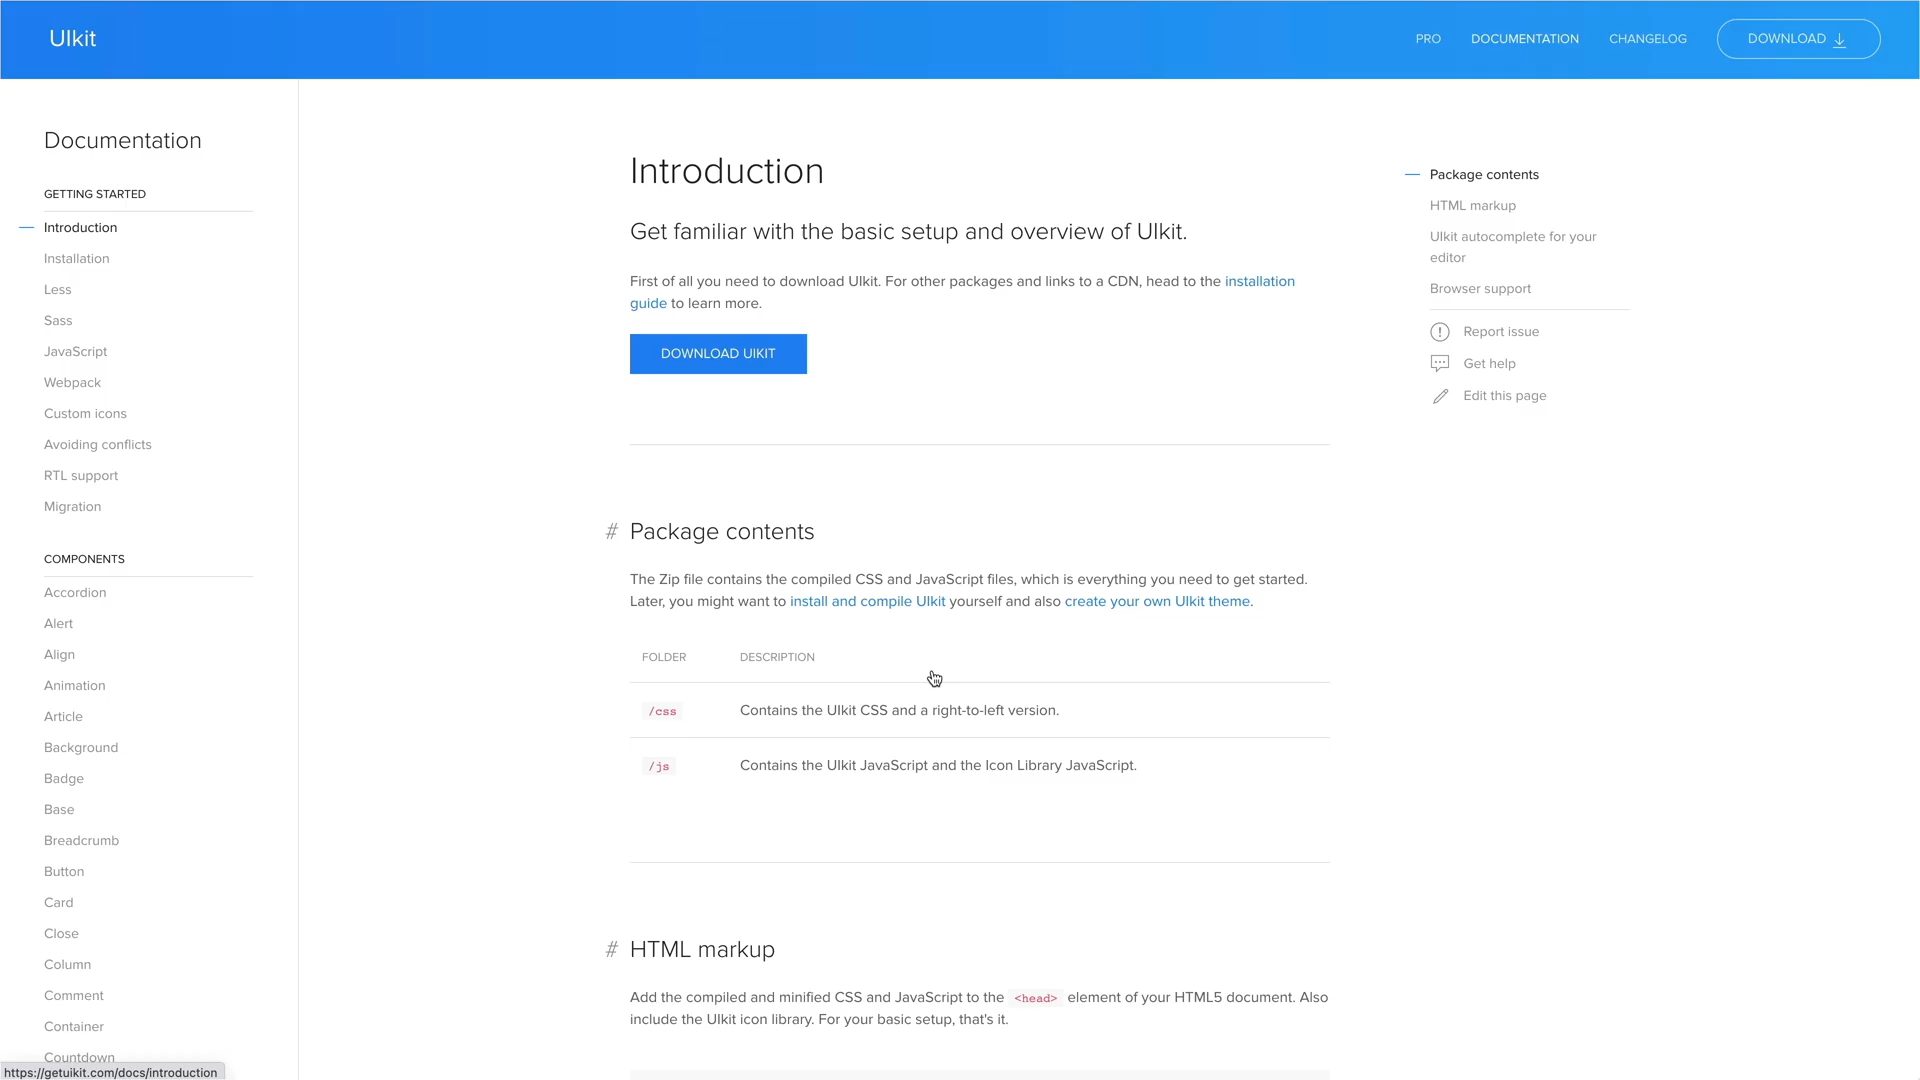 UIkit
PRO
DOCUMENTATION
CHANGELOG
DOWNLOAD
Documentation
GETTING STARTED
Introduction
Installation
Less
Sass
JavaScript
Webpack
Custom icons
Avoiding conflicts
RTL support
Migration
COMPONENTS
Accordion
Alert
Align
Animation
Article
Background
Badge
Base
Breadcrumb
Button
Card
Close
Column
Comment
Container
Countdown
https://getuikit.com/docs/introduction
Introduction
Get familiar with the basic setup and overview of UIkit.
First of all you need to download UIkit. For other packages and links to a CDN, head to the installation
guide to learn more.
DOWNLOAD UIKIT
# Package contents
The Zip file contains the compiled CSS and JavaScript files, which is everything you need to get started.
Later, you might want to install and compile UIkit yourself and also create your own UIkit theme.
FOLDER DESCRIPTION
/css Contains the UIkit CSS and a right-to-left version.
/js Contains the UIkit JavaScript and the Icon Library JavaScript.
# HTML markup
Add the compiled and minified CSS and JavaScript to the <head> element of your HTML5 document. Also
include the UIkit icon library. For your basic setup, that's it.
Package contents
HTML markup
UIkit autocomplete for your
editor
Browser support
Report issue
Get help
Edit this page